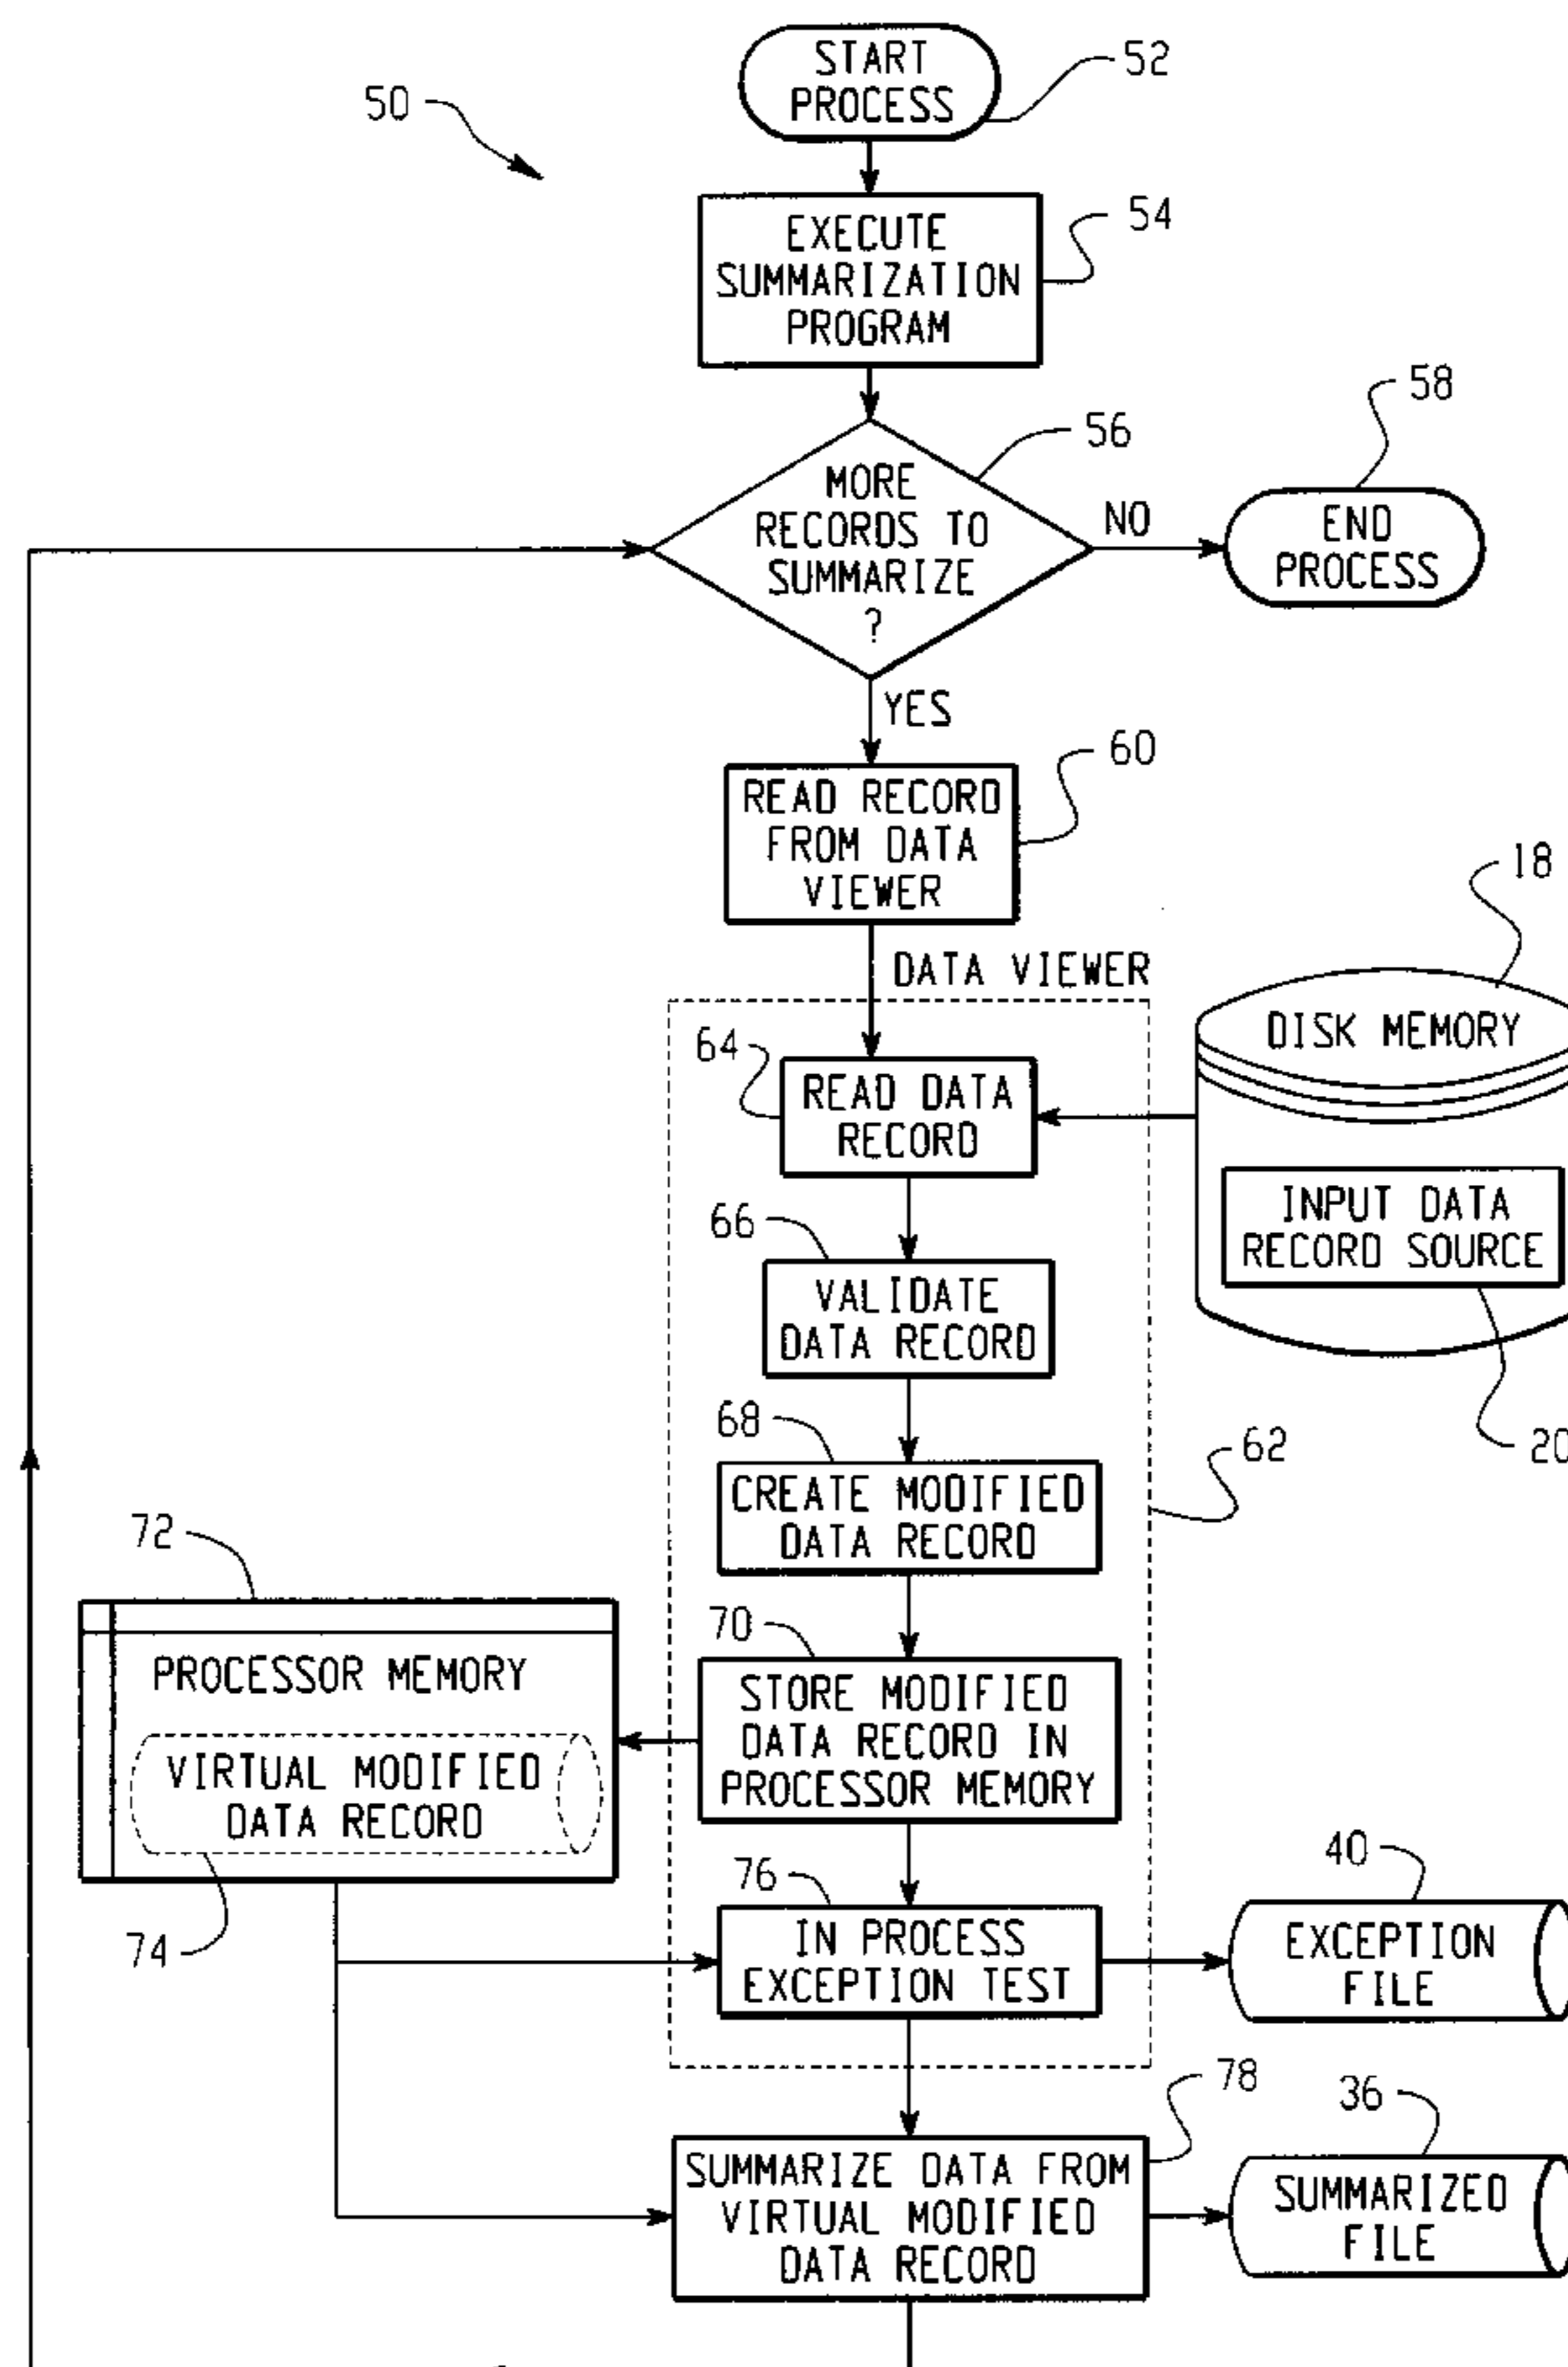 START
PROCESS
52
50
EXECUTE
SUMMARIZATION
PROGRAM
54
58
56
MORE
RECORDS TO
SUMMARIZE
?
NO
END
PROCESS
YES
60
READ RECORD
FROM DATA
VIEWER
18
DATA VIEWER
DISK MEMORY
64
READ DATA
RECORD
INPUT DATA
RECORD SOURCE
66
VALIDATE
DATA RECORD
68
62
20
CREATE MODIFIED
DATA RECORD
72
70
PROCESSOR MEMORY
STORE MODIFIED
DATA RECORD IN
PROCESSOR MEMORY
VIRTUAL MODIFIED
DATA RECORD
74
76
40
IN PROCESS
EXCEPTION TEST
EXCEPTION
FILE
78
36
SUMMARIZE DATA FROM
VIRTUAL MODIFIED
DATA RECORD
SUMMARIZED
FILE